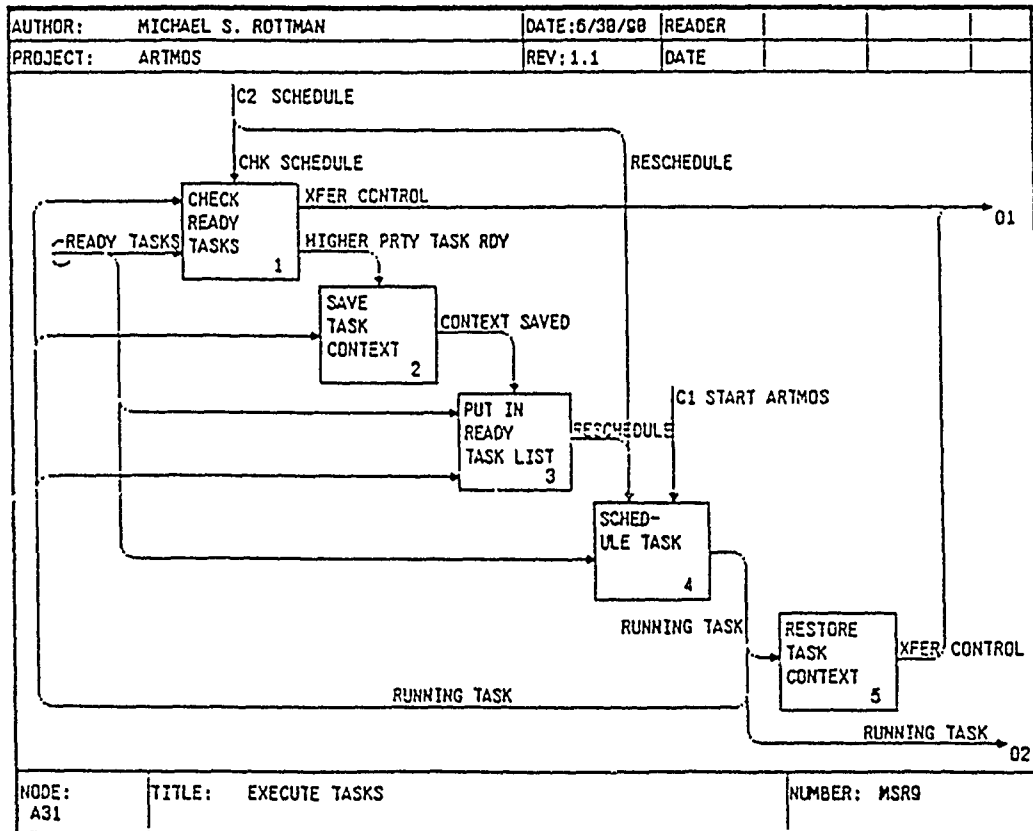 AUTHOR: MICHAEL S. ROTTMAN DATE:6/30/90 READER
PROJECT: ARTMOS REV:1.1 DATE
C2 SCHEDULE
CHK SCHEDULE
RESCHEDULE
CHECK
READY
TASKS
1
XFER CONTROL
O1
READY TASKS
HIGHER PRTY TASK RDY
SAVE
TASK
CONTEXT
2
CONTEXT SAVED
C1 START ARTMOS
PUT IN
READY
TASK LIST
3
RESCHEDULE
SCHED-
ULE TASK
4
RUNNING TASK
RESTORE
TASK
CONTEXT
5
XFER CONTROL
RUNNING TASK
RUNNING TASK
O2
NODE: TITLE: EXECUTE TASKS NUMBER: MSR9
A31